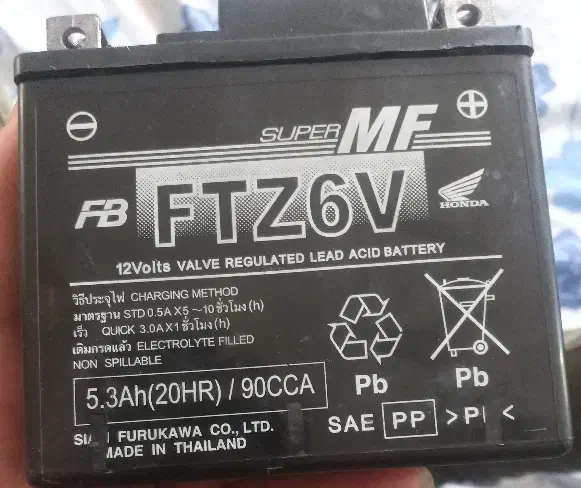 ⊖ ⊕
SUPER MF
FB FTZ6V HONDA
12Volts VALVE REGULATED LEAD ACID BATTERY
วิธีประจุไฟ CHARGING METHOD
มาตรฐาน STD 0.5A X 5 ~ 10 ชั่วโมง (h)
เร็ว QUICK 3.0A X 1 ชั่วโมง (h)
เติมกรดแล้ว ELECTROLYTE FILLED
NON SPILLABLE
5.3Ah(20HR) / 90CCA
Pb Pb
SAE PP
FURUKAWA CO., LTD.
MADE IN THAILAND